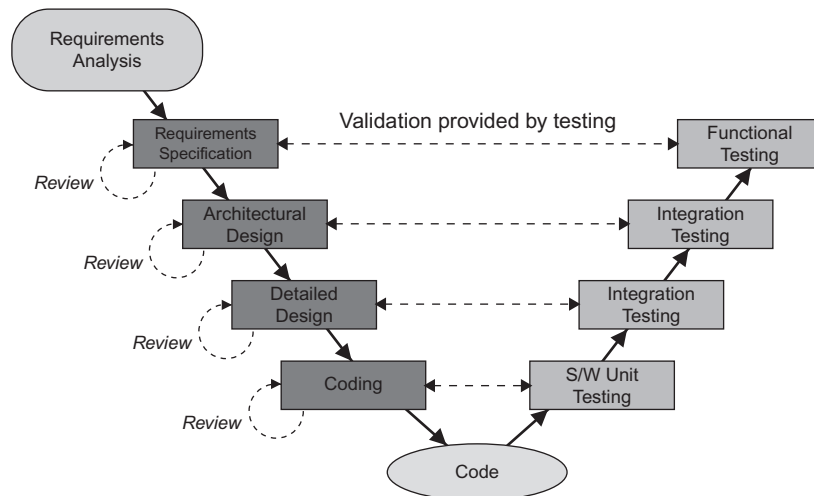 Requirements
Analysis
Validation provided by testing
Requirements
Specification
Functional
Testing
Review
Architectural
Design
Integration
Testing
Review
Detailed
Design
Integration
Testing
Review
Coding
S/W Unit
Testing
Review
Code